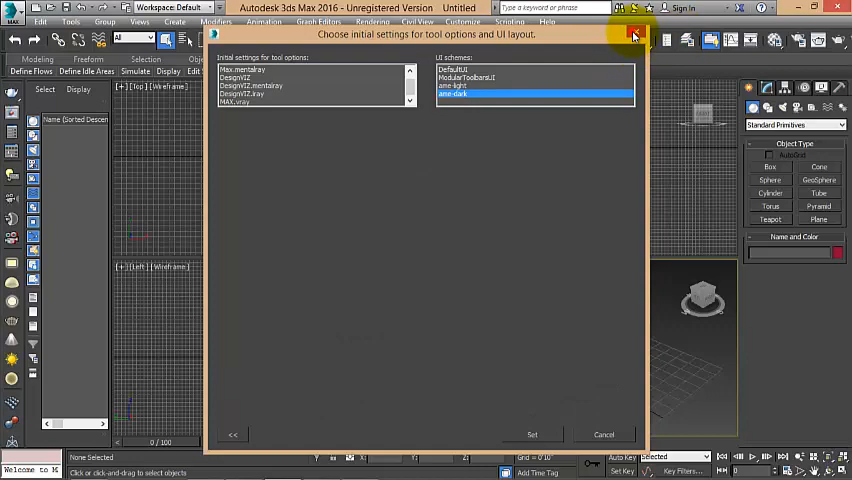 Workspace: Default
Autodesk 3ds Max 2016 - Unregistered Version
Untitled
Type a keyword or phrase
Sign In
MAX
Edit
Tools
Group
Views
Create
Modifiers
Animation
Graph Editors
Rendering
Civil View
Customize
Scripting
Help
All
Choose initial settings for tool options and UI layout.
Modeling
Freeform
Define Flows
Define Idle Areas
Simulate
Display
Initial settings for tool options:
UI schemes:
Max.mentalray
DesignVIZ
DesignVIZ.mentalray
DesignVIZ.iray
MAX.vray
DefaultUI
ModularToolbarsUI
ame-light
ame-dark
Select
Display
Name (Sorted Descen
[+] [Top] [Wireframe]
[+] [Left] [Wireframe]
Standard Primitives
Object Type
AutoGrid
Box
Cone
Sphere
GeoSphere
Cylinder
Tube
Torus
Pyramid
Teapot
Plane
Name and Color
<<
Set
Cancel
0 / 100
None Selected
X:
Y:
Z:
Grid = 0'10"
Auto Key
Selected
Welcome to M
Click or click-and-drag to select objects
Add Time Tag
Set Key
Key Filters...
0